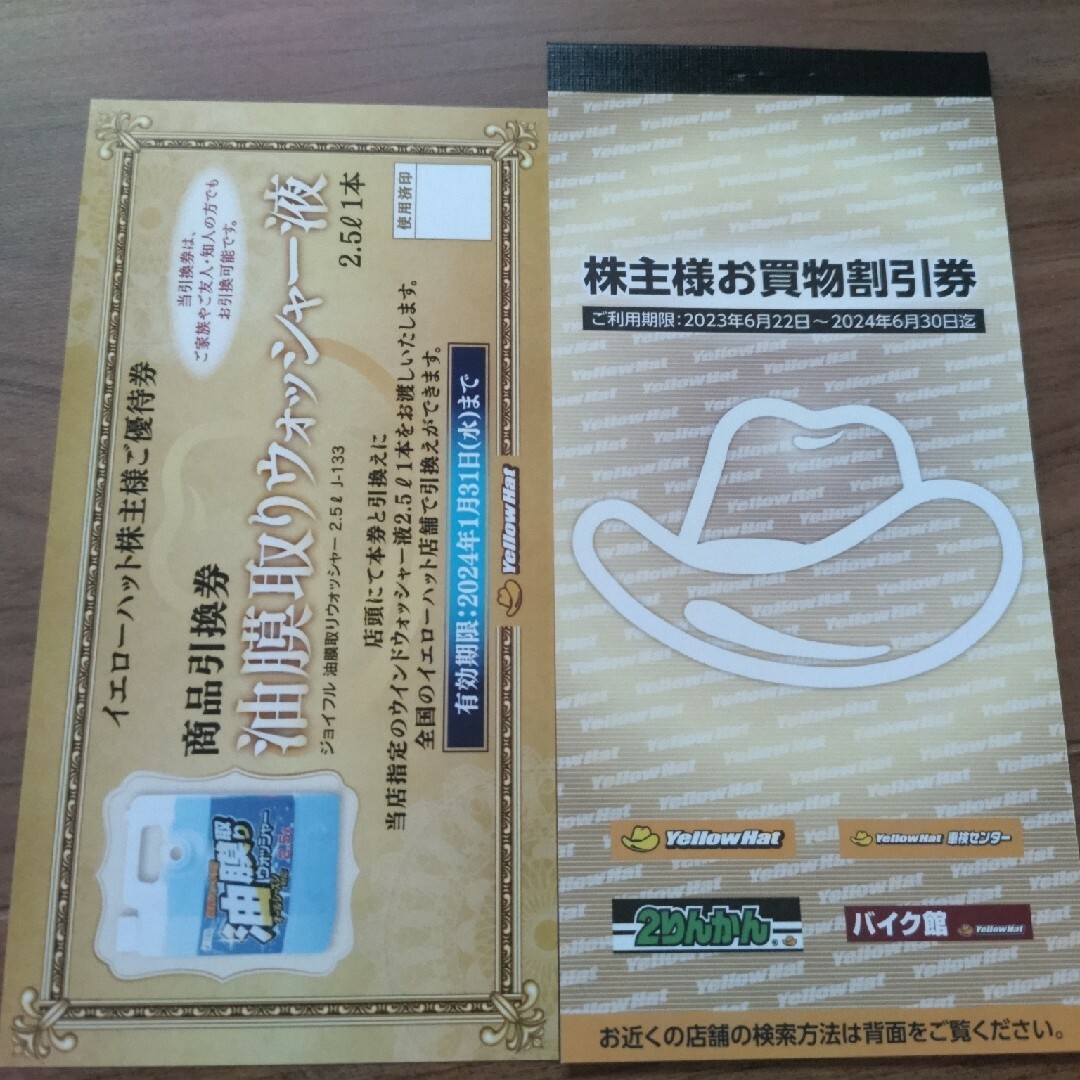 イエローハット株主様ご優待券
商品引換券
油膜取りウォッシャー液
2.5ℓ 1本
ジョイフル 油膜取りウォッシャー 2.5ℓ J-133
当引換券は、
ご家族やご友人・知人の方でも
お引換可能です。
使用済印
店頭にて本券と引換えに
当店指定のウインドウォッシャー液2.5ℓ 1本をお渡しいたします。
全国のイエローハット店舗で引換えができます。
有効期限:2024年1月31日(水)まで
YellowHat
油膜取り
ウォッシャー
株主様お買物割引券
ご利用期限:2023年6月22日～2024年6月30日迄
YellowHat
YellowHat 車検センター
2りんかん
バイク館 YellowHat
お近くの店舗の検索方法は背面をご覧ください。